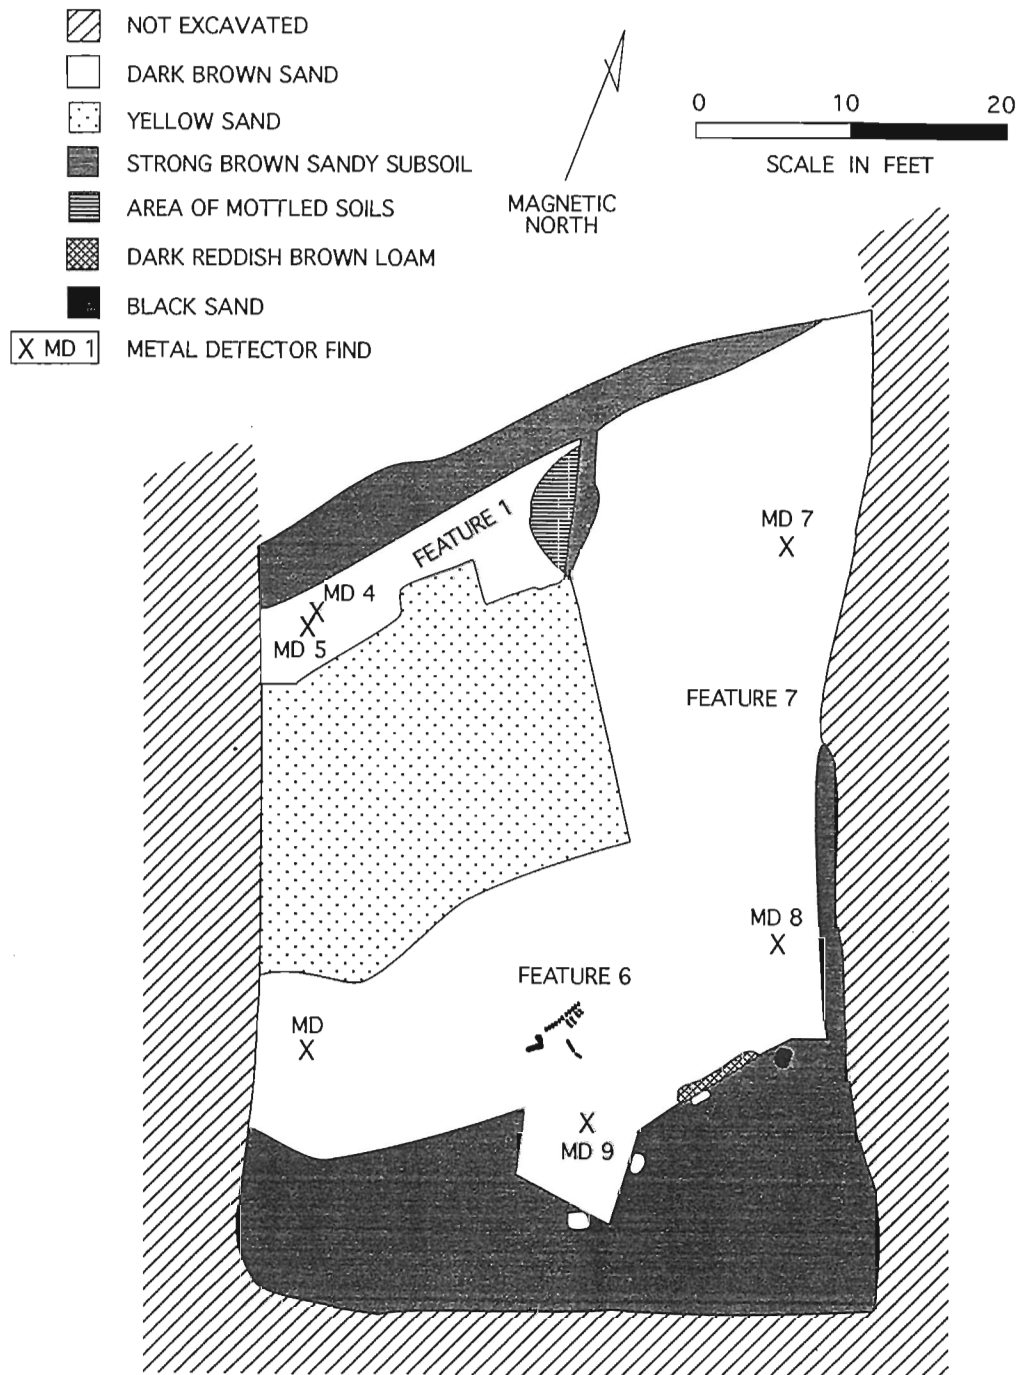 NOT EXCAVATED
DARK BROWN SAND
YELLOW SAND
STRONG BROWN SANDY SUBSOIL
AREA OF MOTTLED SOILS
DARK REDDISH BROWN LOAM
BLACK SAND
X MD 1 METAL DETECTOR FIND
MAGNETIC
NORTH
0 10 20
SCALE IN FEET
FEATURE 1
MD 4
X
X
MD 5
MD 7
X
FEATURE 7
MD 8
X
FEATURE 6
MD
X
X
MD 9